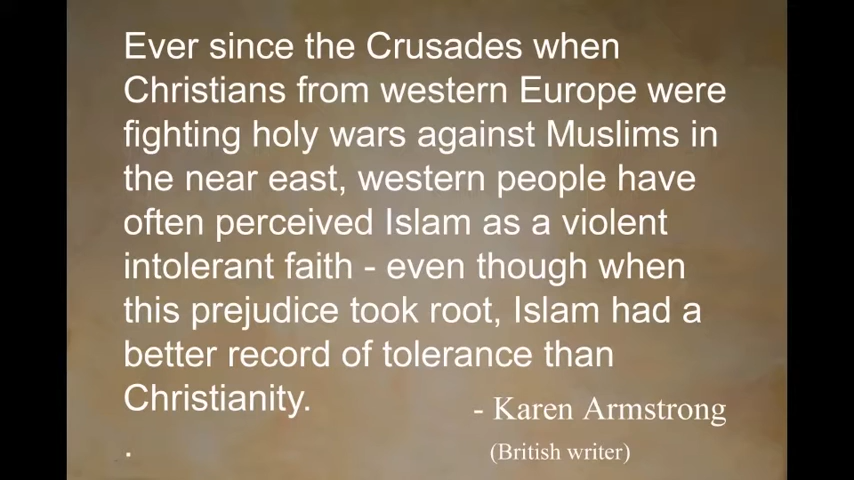 Ever since the Crusades when
Christians from western Europe were
fighting holy wars against Muslims in
the near east, western people have
often perceived Islam as a violent
intolerant faith - even though when
this prejudice took root, Islam had a
better record of tolerance than
Christianity.
- Karen Armstrong
.
(British writer)